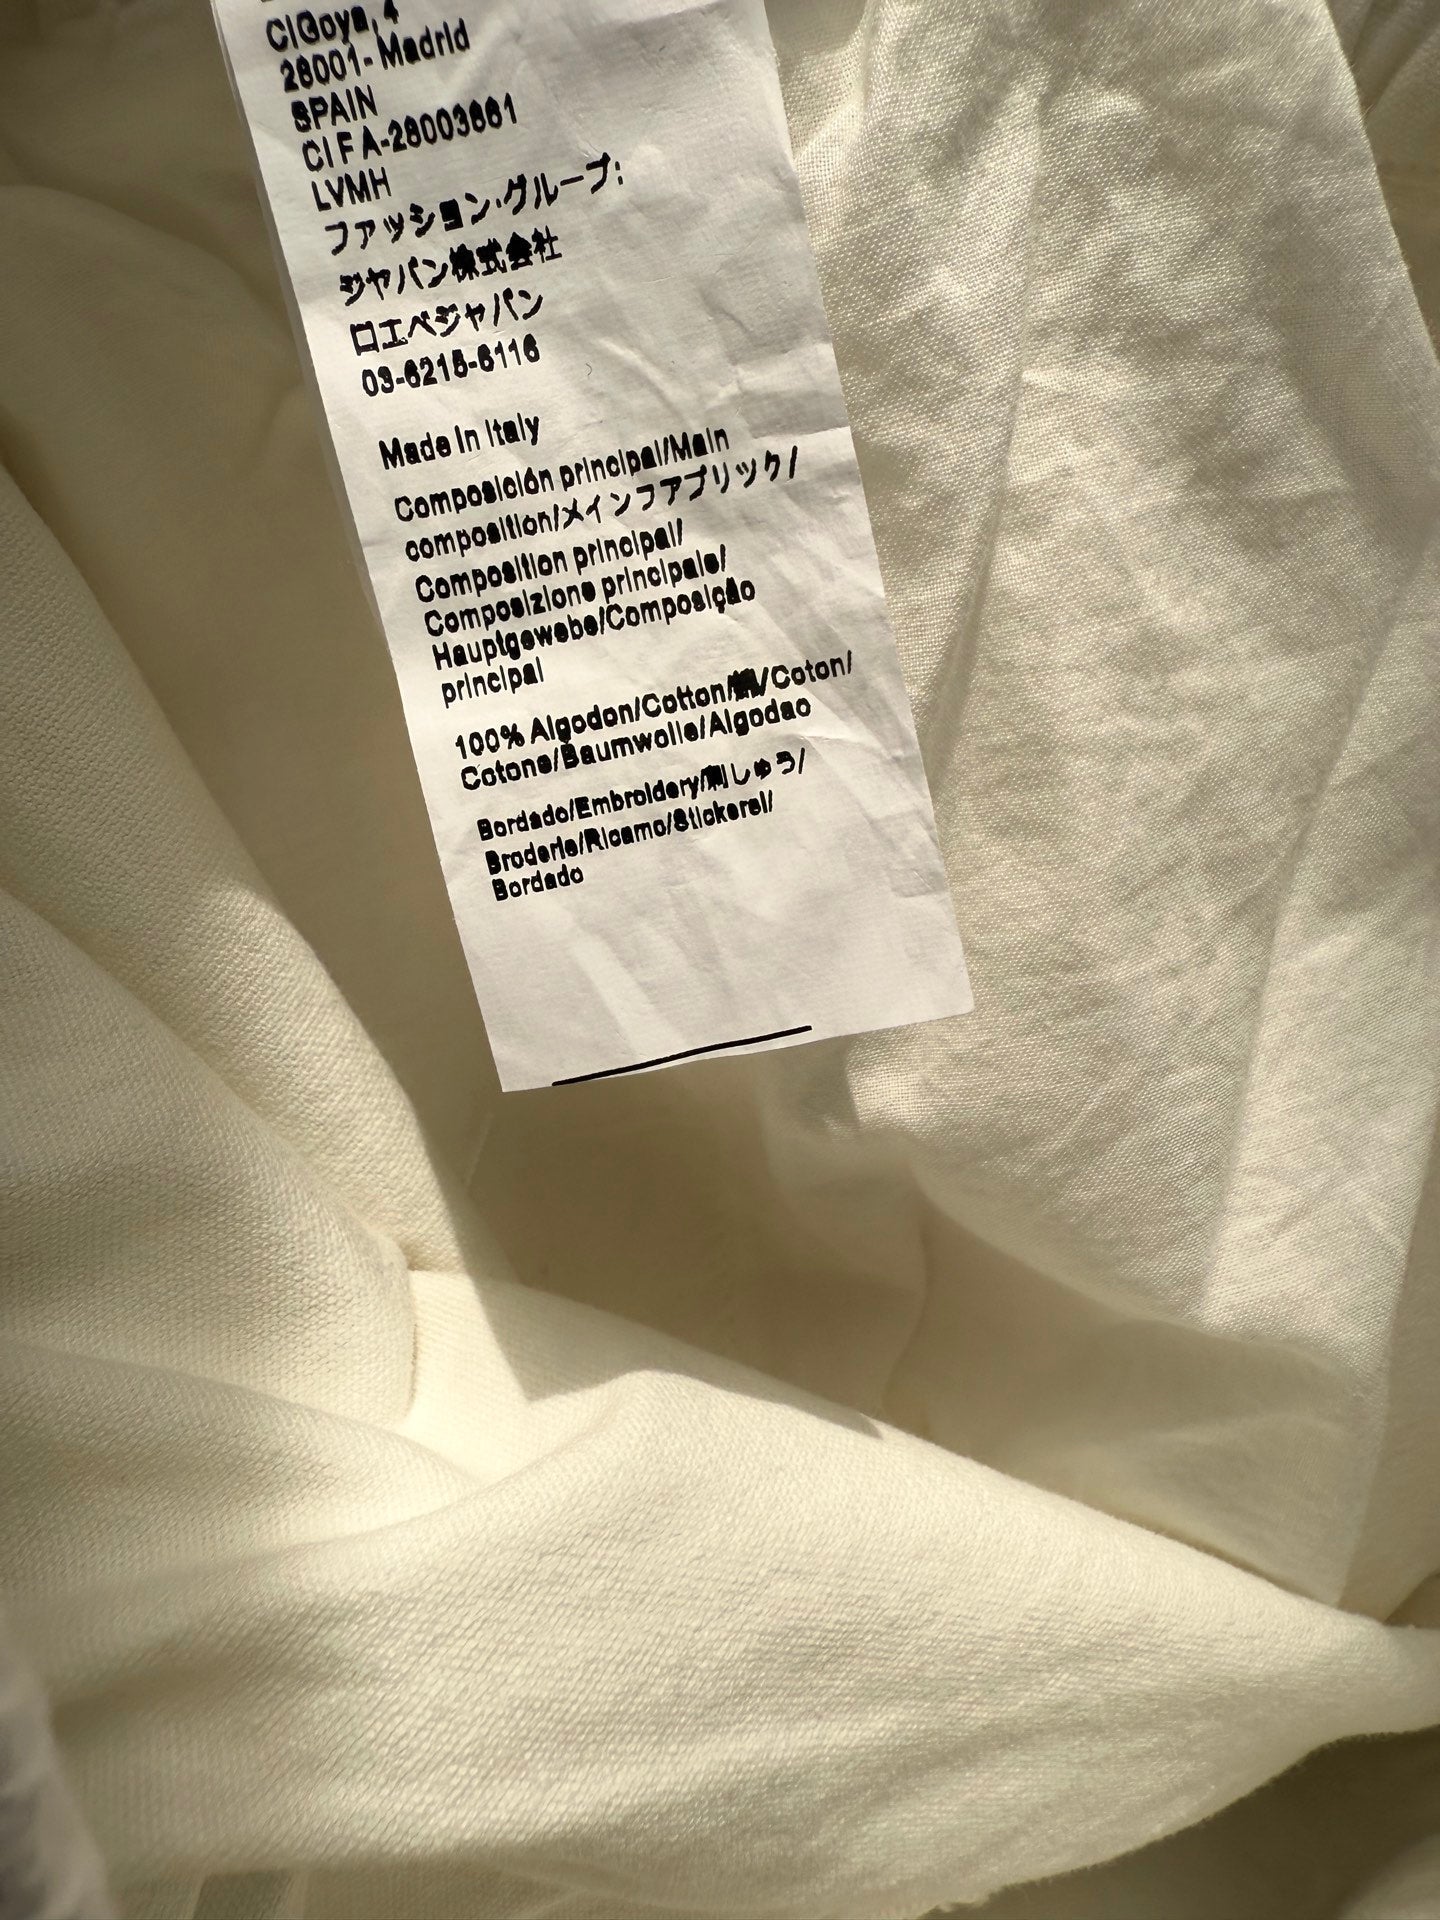 C/Goya, 4
28001- Madrid
SPAIN
CIF A-28003861
LVMH
ファッション・グループ:
ジャパン株式会社
ロエベジャパン
03-6215-6116
Made in Italy
Composición principal/Main
composition/メインファブリック/
Composition principal/
Composizione principale/
Hauptgewebe/Composição
principal
100% Algodon/Cotton/綿/Coton/
Cotone/Baumwolle/Algodao
Bordado/Embroidery/刺しゅう/
Broderie/Ricamo/Stickerei/
Bordado